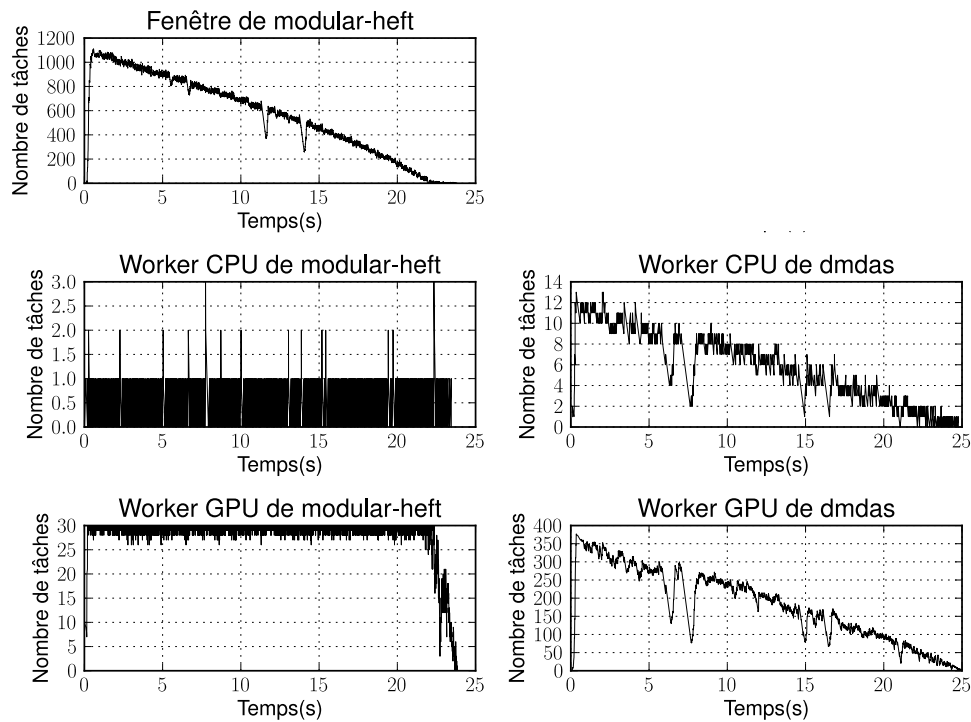 Fenêtre de modular-heft
Nombre de tâches
1200
1000
800
600
400
200
0
0 5 10 15 20 25
Temps(s)
Worker CPU de modular-heft
Nombre de tâches
3.0
2.5
2.0
1.5
1.0
0.5
0.0
0 5 10 15 20 25
Temps(s)
Worker CPU de dmdas
Nombre de tâches
14
12
10
8
6
4
2
0
0 5 10 15 20 25
Temps(s)
Worker GPU de modular-heft
Nombre de tâches
30
25
20
15
10
5
0
0 5 10 15 20 25
Temps(s)
Worker GPU de dmdas
Nombre de tâches
400
350
300
250
200
150
100
50
0
0 5 10 15 20 25
Temps(s)